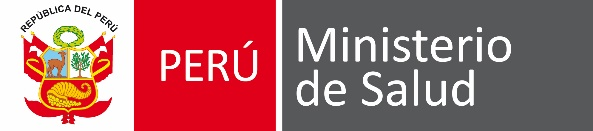 REPÚBLICA DEL PERÚ
PERÚ
Ministerio
de Salud